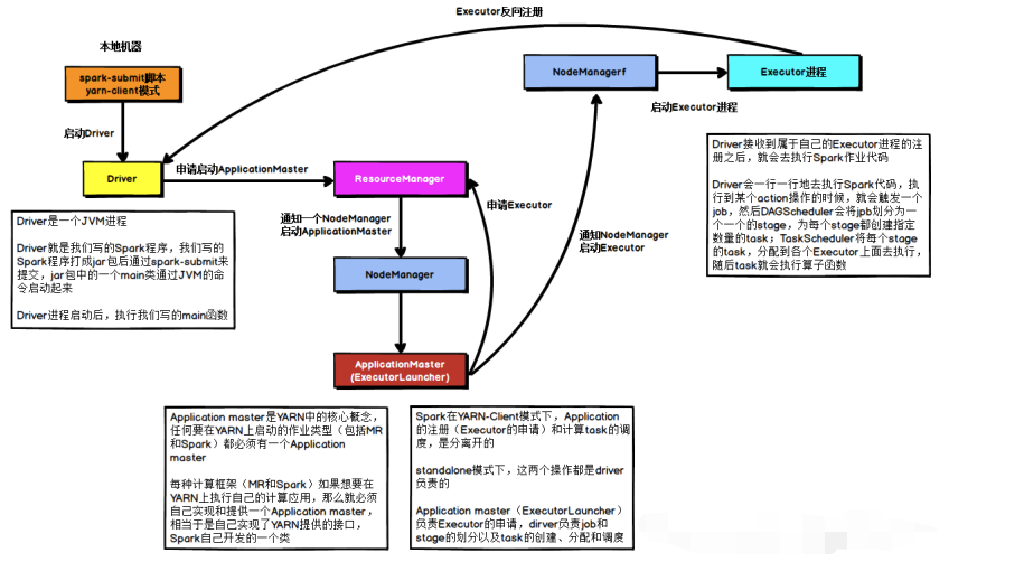 Executor反向注册
本地机器
spark-submit脚本
yarn-client模式
NodeManagerf
Executor进程
启动Executor进程
启动Driver
Driver
申请启动ApplicationMaster
ResourceManager
申请Executor
通知一个NodeManager
启动ApplicationMaster
通知NodeManager
启动Executor
NodeManager
ApplicationMaster
(ExecutorLauncher)
Driver接收到属于自己的Executor进程的注
册之后，就会去执行Spark作业代码
Driver会一行一行地去执行Spark代码，执
行到某个action操作的时候，就会触发一个
job，然后DAGScheduler会将jpb划分为一
个一个的stage，为每个stage都创建指定
数量的task；TaskScheduler将每个stage
的task，分配到各个Executor上面去执行，
随后task就会执行算子函数
Driver是一个JVM进程
Driver就是我们写的Spark程序，我们写的
Spark程序打成jar包后通过spark-submit来
提交，jar包中的一个main类通过JVM的命
令启动起来
Driver进程启动后，执行我们写的main函数
Application master是YARN中的核心概念，
任何要在YARN上启动的作业类型（包括MR
和Spark）都必须有一个Application
master
每种计算框架（MR和Spark）如果想要在
YARN上执行自己的计算应用，那么就必须
自己实现和提供一个Application master，
相当于是自己实现了YARN提供的接口，
Spark自己开发的一个类
Spark在YARN-Client模式下，Application
的注册（Executor的申请）和计算task的调
度，是分离开的
standalone模式下，这两个操作都是driver
负责的
Application master（ExecutorLauncher）
负责Executor的申请，dirver负责job和
stage的划分以及task的创建、分配和调度